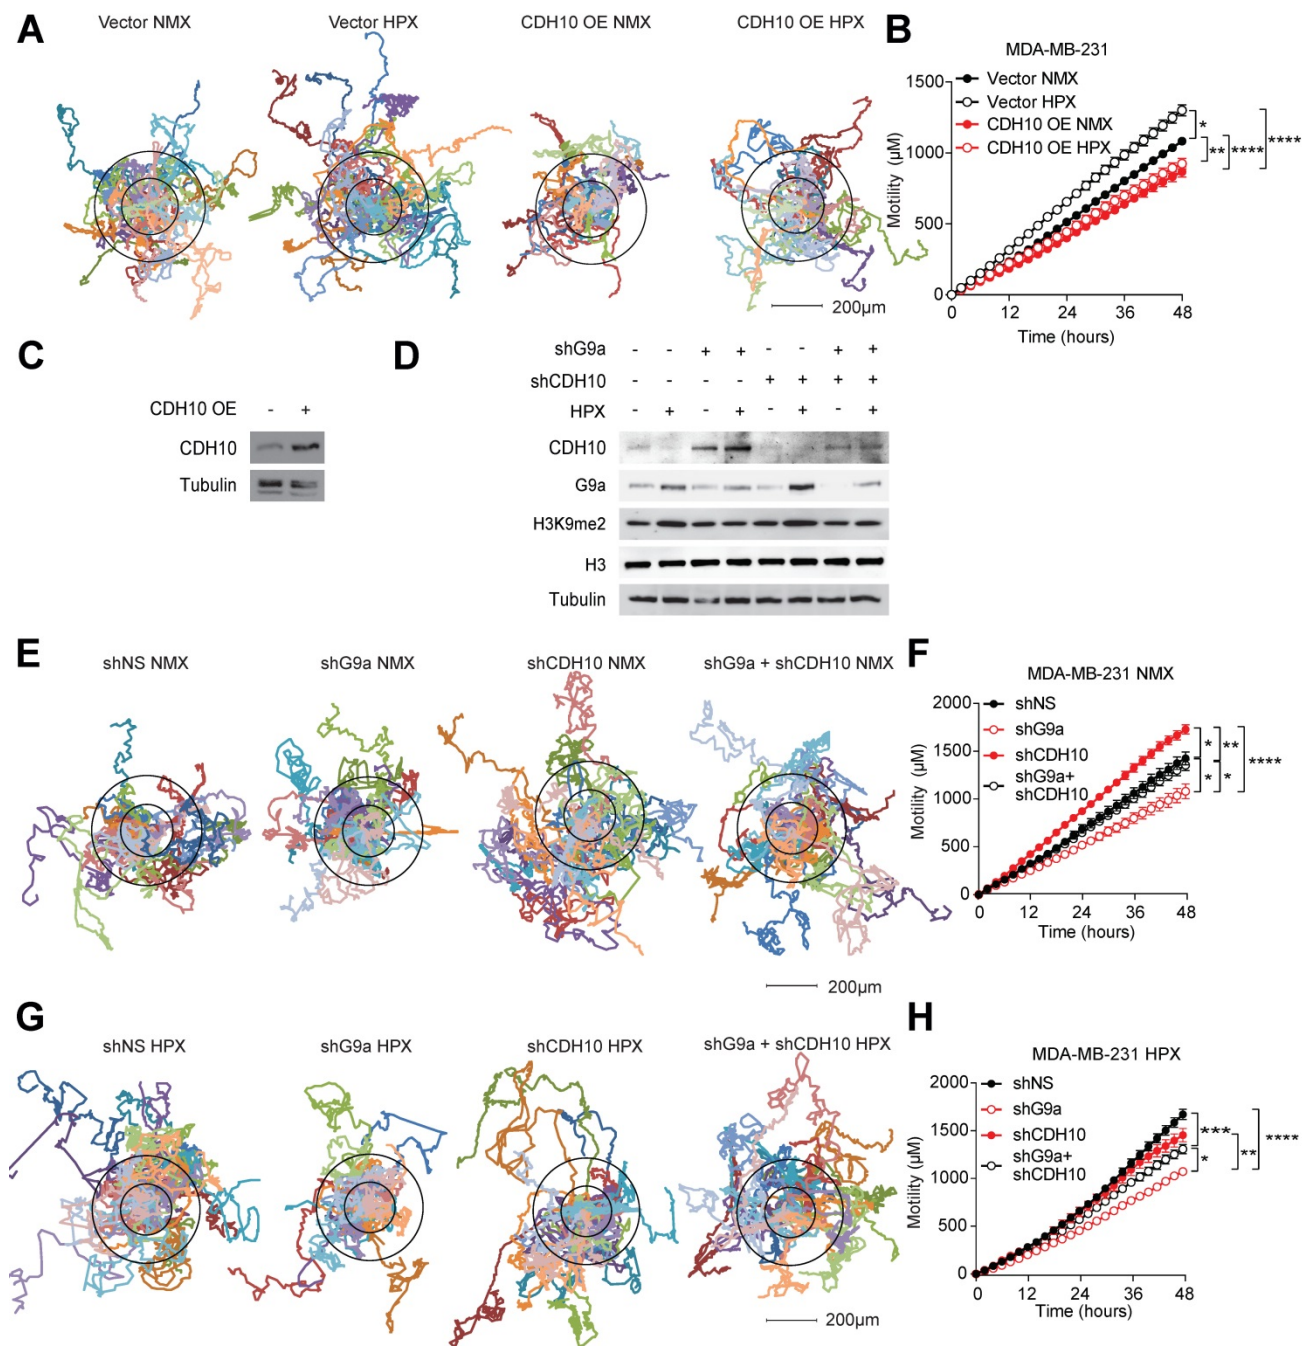 A
Vector NMX
Vector HPX
CDH10 OE NMX
CDH10 OE HPX
200µm
B
MDA-MB-231
Vector NMX
Vector HPX
CDH10 OE NMX
CDH10 OE HPX
Motility (µM)
1500
1000
500
0
0 12 24 36 48
Time (hours)
* ** **** ****
C
CDH10 OE - +
CDH10
Tubulin
D
shG9a - - + + - - + +
shCDH10 - - - - + + + +
HPX - + - + - + - +
CDH10
G9a
H3K9me2
H3
Tubulin
E
shNS NMX
shG9a NMX
shCDH10 NMX
shG9a + shCDH10 NMX
200µm
F
MDA-MB-231 NMX
shNS
shG9a
shCDH10
shG9a+
shCDH10
Motility (µM)
2000
1500
1000
500
0
0 12 24 36 48
Time (hours)
* ** ****
* *
G
shNS HPX
shG9a HPX
shCDH10 HPX
shG9a + shCDH10 HPX
200µm
H
MDA-MB-231 HPX
shNS
shG9a
shCDH10
shG9a+
shCDH10
Motility (µM)
2000
1500
1000
500
0
0 12 24 36 48
Time (hours)
*** ****
* **